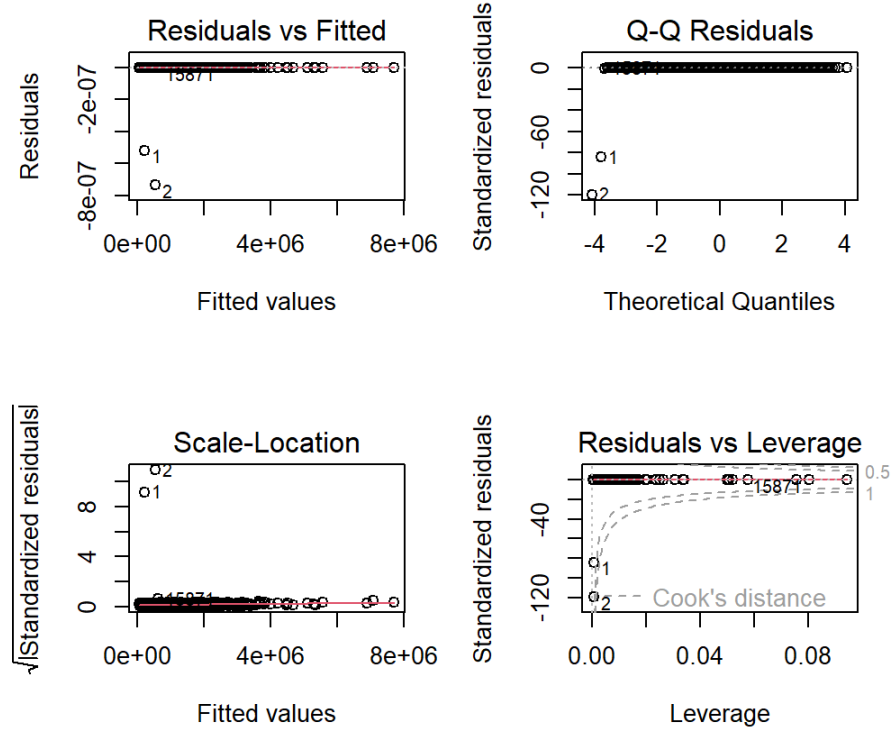 Residuals vs Fitted
Residuals
-2e-07
-8e-07
15871
1
2
0e+00
4e+06
8e+06
Fitted values
Q-Q Residuals
Standardized residuals
0
-60
-120
15871
1
2
-4
-2
0
2
4
Theoretical Quantiles
Scale-Location
√|Standardized residuals|
8
4
0
2
1
15871
0e+00
4e+06
8e+06
Fitted values
Residuals vs Leverage
Standardized residuals
-40
-120
15871
0.5
1
1
2
Cook's distance
0.00
0.04
0.08
Leverage